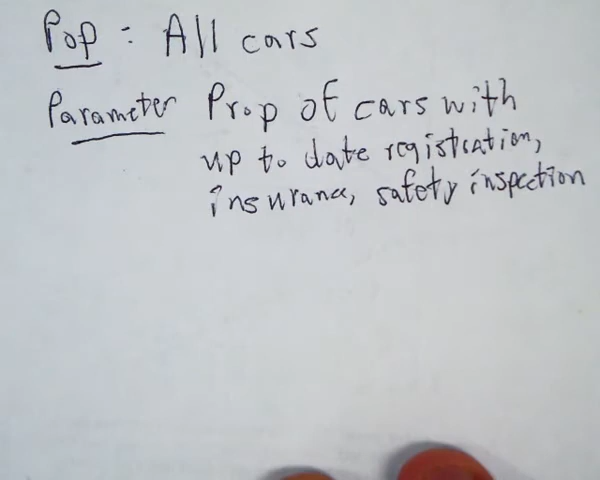 Pop : All cars
Parameter Prop of cars with
up to date registration,
insurance, safety inspection